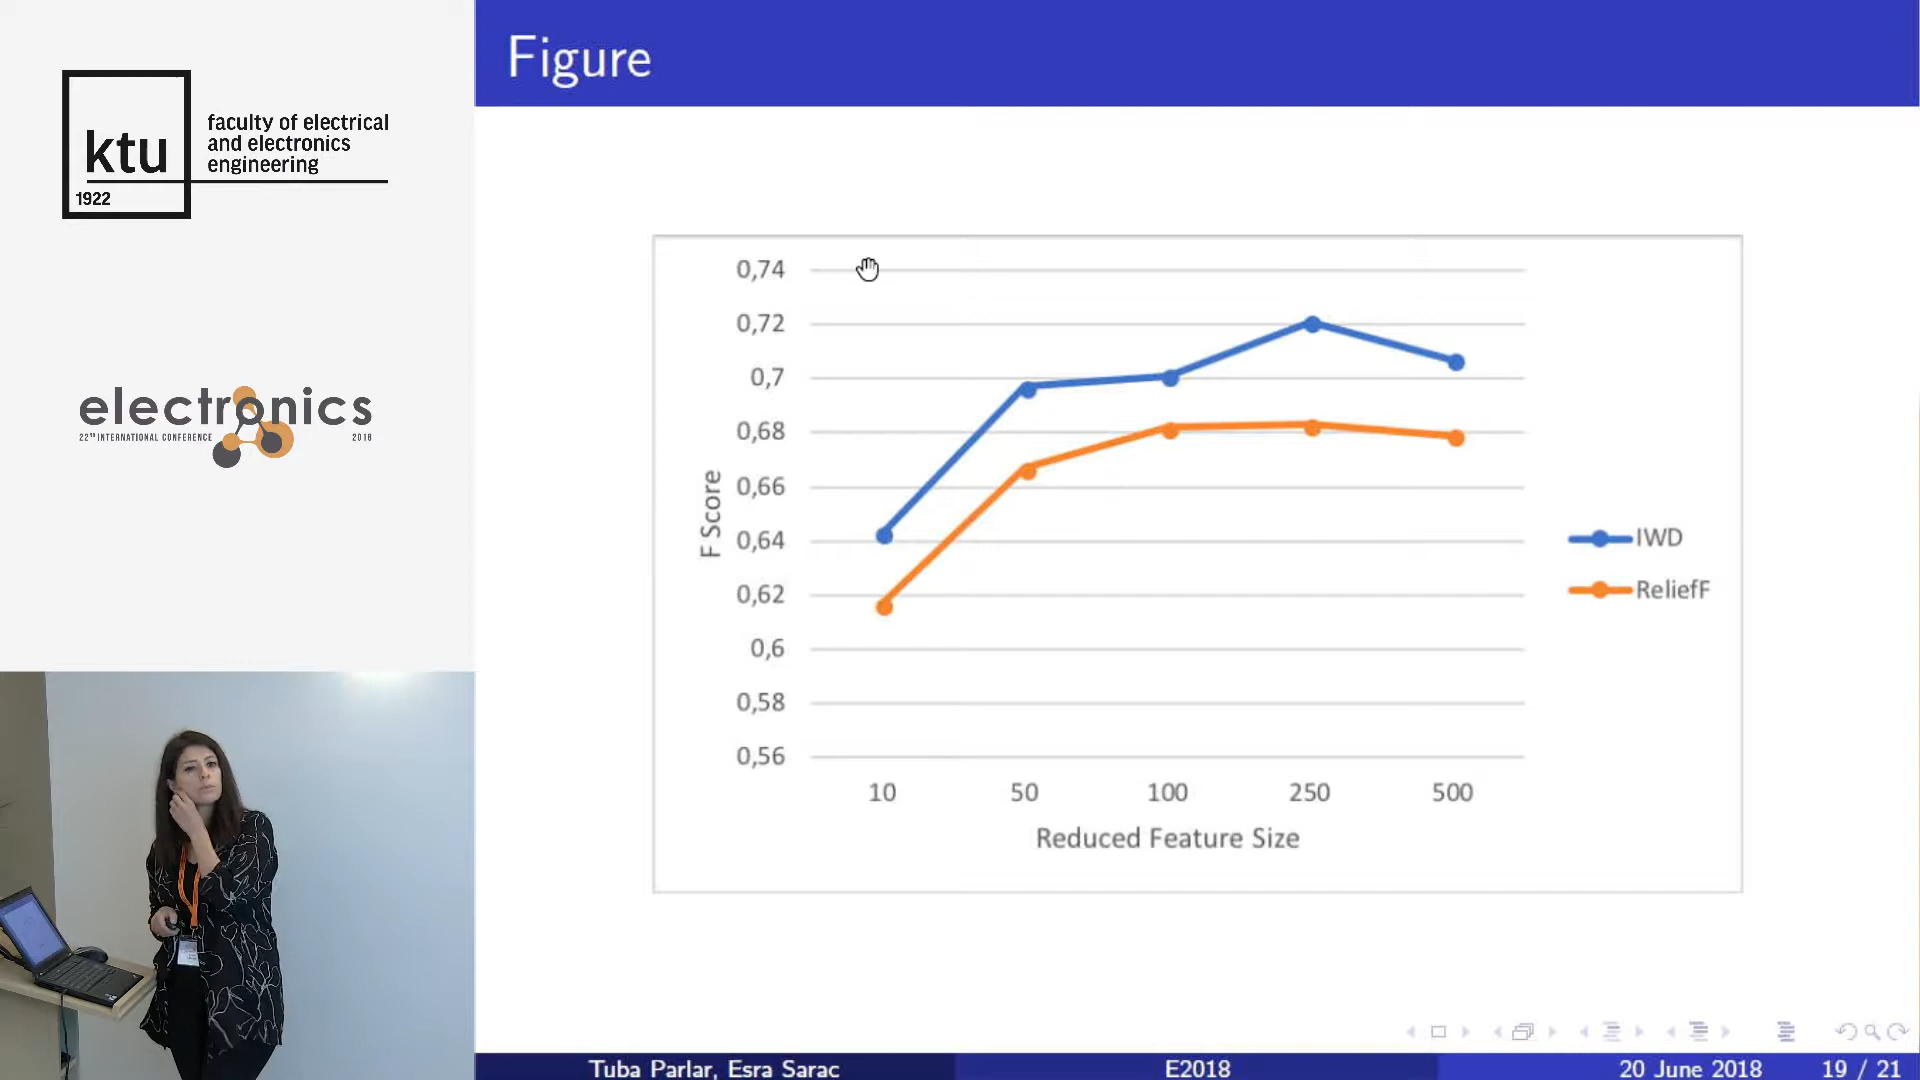 ktu
1922
faculty of electrical
and electronics
engineering
electronics
22ND INTERNATIONAL CONFERENCE 2018
Figure
0,74
0,72
0,7
0,68
0,66
0,64
0,62
0,6
0,58
0,56
F Score
10 50 100 250 500
Reduced Feature Size
IWD
ReliefF
Tuba Parlar, Esra Sarac E2018 20 June 2018 19 / 21